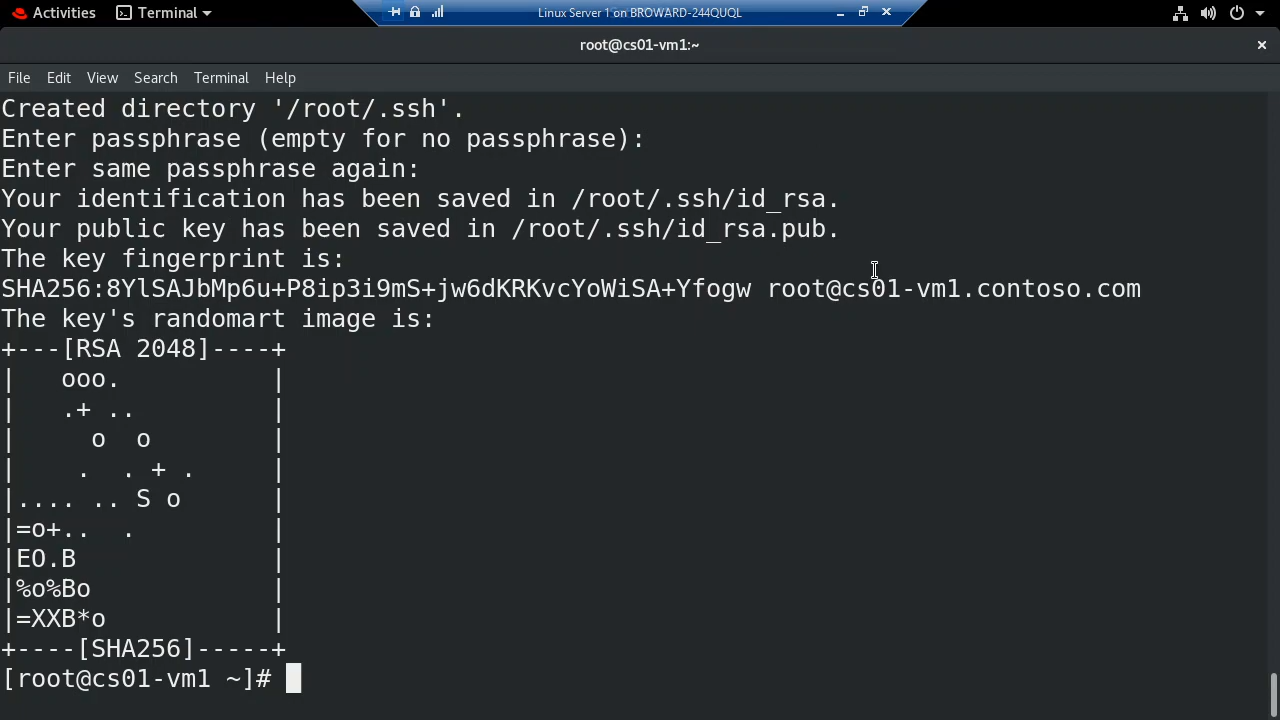 Activities Terminal Linux Server 1 on BROWARD-244QUQL
root@cs01-vm1:~
File Edit View Search Terminal Help
Created directory '/root/.ssh'.
Enter passphrase (empty for no passphrase):
Enter same passphrase again:
Your identification has been saved in /root/.ssh/id_rsa.
Your public key has been saved in /root/.ssh/id_rsa.pub.
The key fingerprint is:
SHA256:8YlSAJbMp6u+P8ip3i9mS+jw6dKRKvcYoWiSA+Yfogw root@cs01-vm1.contoso.com
The key's randomart image is:
+---[RSA 2048]----+
|   ooo.          |
|   .+ ..         |
|     o  o        |
|    .  . + .     |
|.... .. S o      |
|=o+..  .         |
|EO.B             |
|%o%Bo            |
|=XXB*o           |
+----[SHA256]-----+
[root@cs01-vm1 ~]#